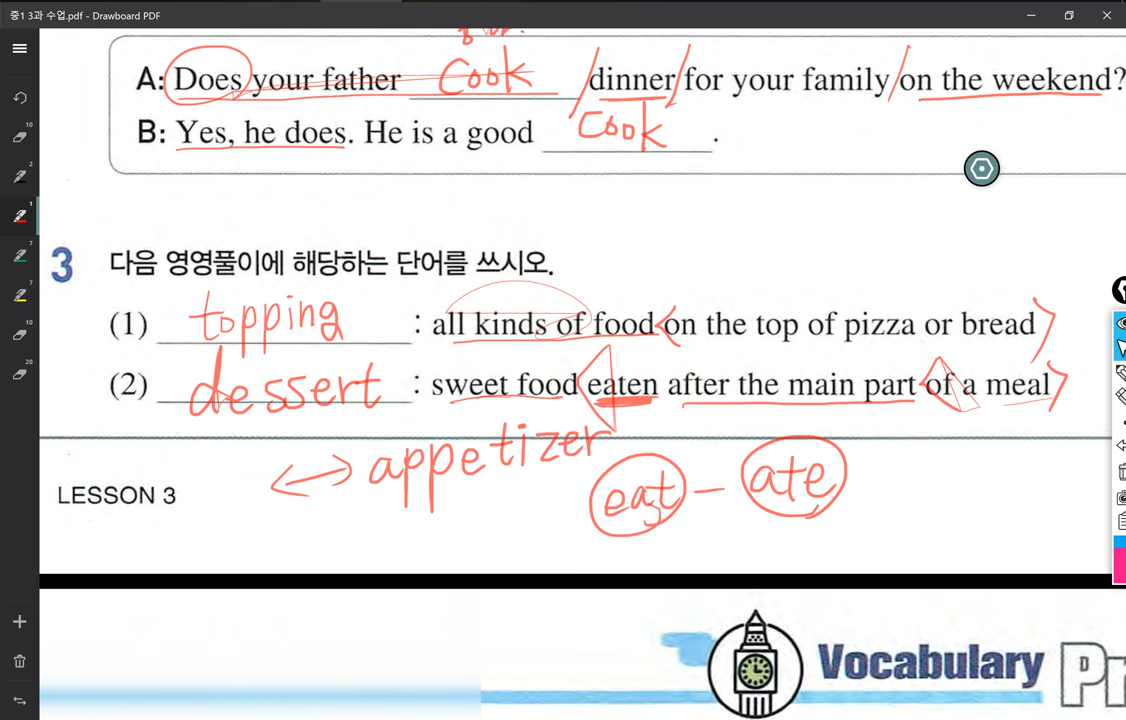 중1 3과 수업.pdf - Drawboard PDF
A: Does your father cook dinner for your family on the weekend?
B: Yes, he does. He is a good cook.
3 다음 영영풀이에 해당하는 단어를 쓰시오.
(1) topping : all kinds of food on the top of pizza or bread
(2) dessert : sweet food eaten after the main part of a meal
↔ appetizer
eat - ate
LESSON 3
Vocabulary